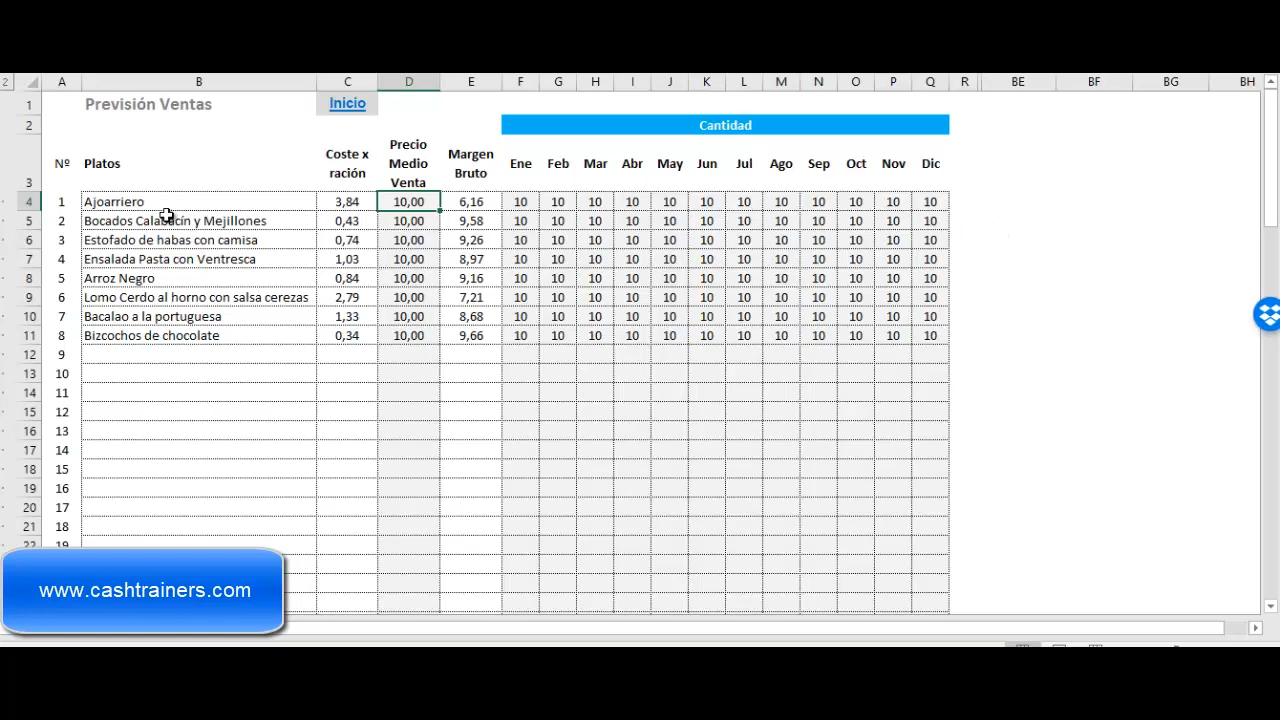 2 A B C D E F G H I J K L M N O P Q R BE BF BG BH
1 Previsión Ventas Inicio
2 Cantidad
3 Nº Platos Coste x ración Precio Medio Venta Margen Bruto Ene Feb Mar Abr May Jun Jul Ago Sep Oct Nov Dic
4 1 Ajoarriero 3,84 10,00 6,16 10 10 10 10 10 10 10 10 10 10 10 10
5 2 Bocados y Mejillones 0,43 10,00 9,58 10 10 10 10 10 10 10 10 10 10 10 10
6 3 Estofado de habas con camisa 0,74 10,00 9,26 10 10 10 10 10 10 10 10 10 10 10 10
7 4 Ensalada Pasta con Ventresca 1,03 10,00 8,97 10 10 10 10 10 10 10 10 10 10 10 10
8 5 Arroz Negro 0,84 10,00 9,16 10 10 10 10 10 10 10 10 10 10 10 10
9 6 Lomo Cerdo al horno con salsa cerezas 2,79 10,00 7,21 10 10 10 10 10 10 10 10 10 10 10 10
10 7 Bacalao a la portuguesa 1,33 10,00 8,68 10 10 10 10 10 10 10 10 10 10 10 10
11 8 Bizcochos de chocolate 0,34 10,00 9,66 10 10 10 10 10 10 10 10 10 10 10 10
12 9
13 10
14 11
15 12
16 13
17 14
18 15
19 16
20 17
21 18
22 19
www.cashtrainers.com